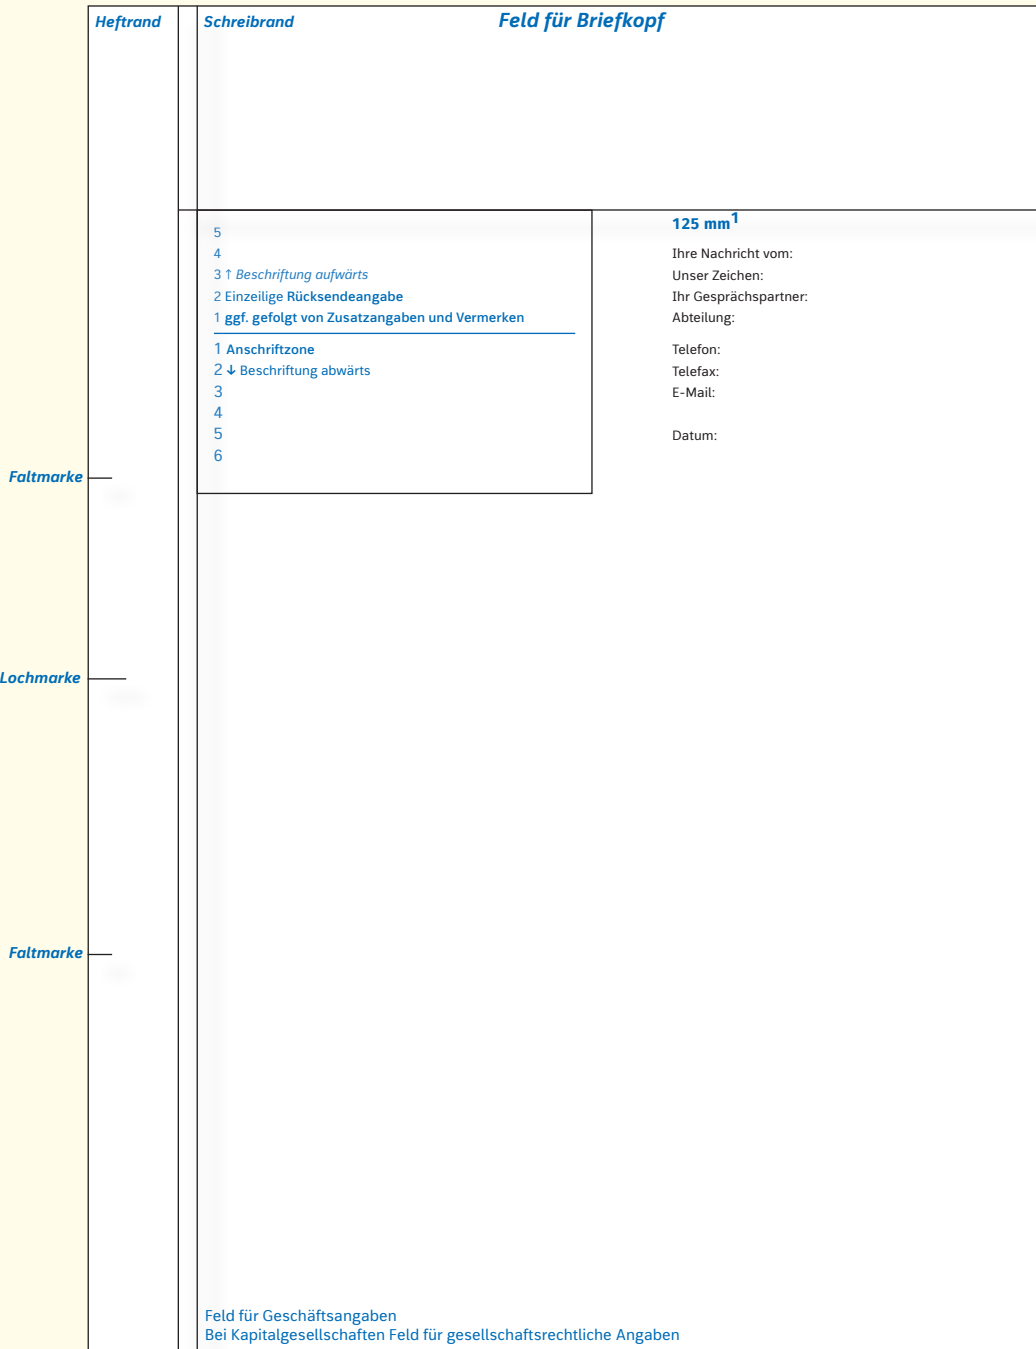 Heftrand
Schreibrand
Feld für Briefkopf
5
4
3 ↑ Beschriftung aufwärts
2 Einzeilige Rücksendeangabe
1 ggf. gefolgt von Zusatzangaben und Vermerken
1 Anschriftzone
2 ↓ Beschriftung abwärts
3
4
5
6
125 mm¹
Ihre Nachricht vom:
Unser Zeichen:
Ihr Gesprächspartner:
Abteilung:
Telefon:
Telefax:
E-Mail:
Datum:
Faltmarke
Lochmarke
Faltmarke
Feld für Geschäftsangaben
Bei Kapitalgesellschaften Feld für gesellschaftsrechtliche Angaben